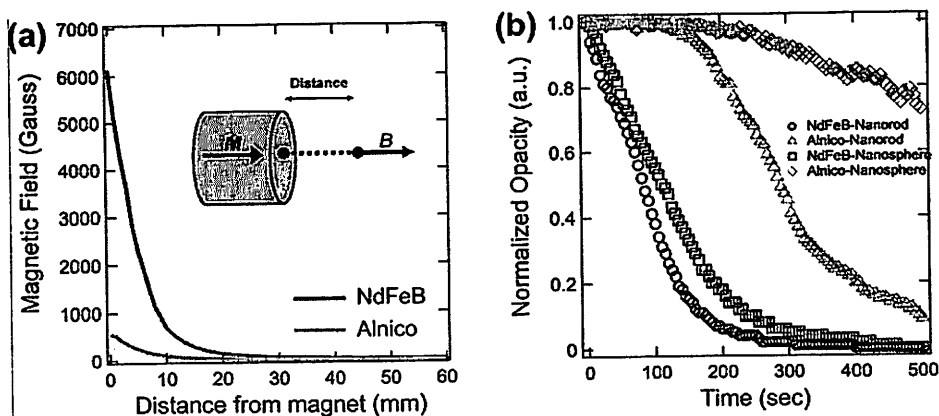 (a)
7000
6000
5000
4000
3000
2000
1000
0
Magnetic Field (Gauss)
Distance
B
NdFeB
Alnico
0 10 20 30 40 50 60
Distance from magnet (mm)
(b)
1.0
0.8
0.6
0.4
0.2
0
Normalized Opacity (a.u.)
NdFeB-Nanorod
Alnico-Nanorod
NdFeB-Nanosphere
Alnico-Nanosphere
0 100 200 300 400 500
Time (sec)